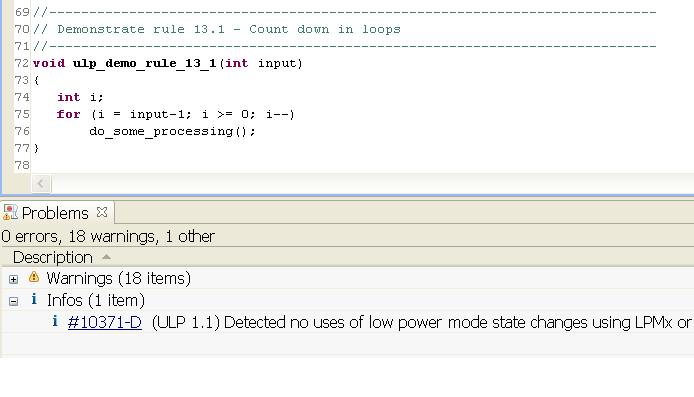 69 //----------------------------------------------------------------------------
70 // Demonstrate rule 13.1 - Count down in loops
71 //----------------------------------------------------------------------------
72 void ulp_demo_rule_13_1(int input)
73 {
74    int i;
75    for (i = input-1; i >= 0; i--)
76        do_some_processing();
77 }
78
Problems
0 errors, 18 warnings, 1 other
Description
Warnings (18 items)
i Infos (1 item)
i #10371-D (ULP 1.1) Detected no uses of low power mode state changes using LPMx or